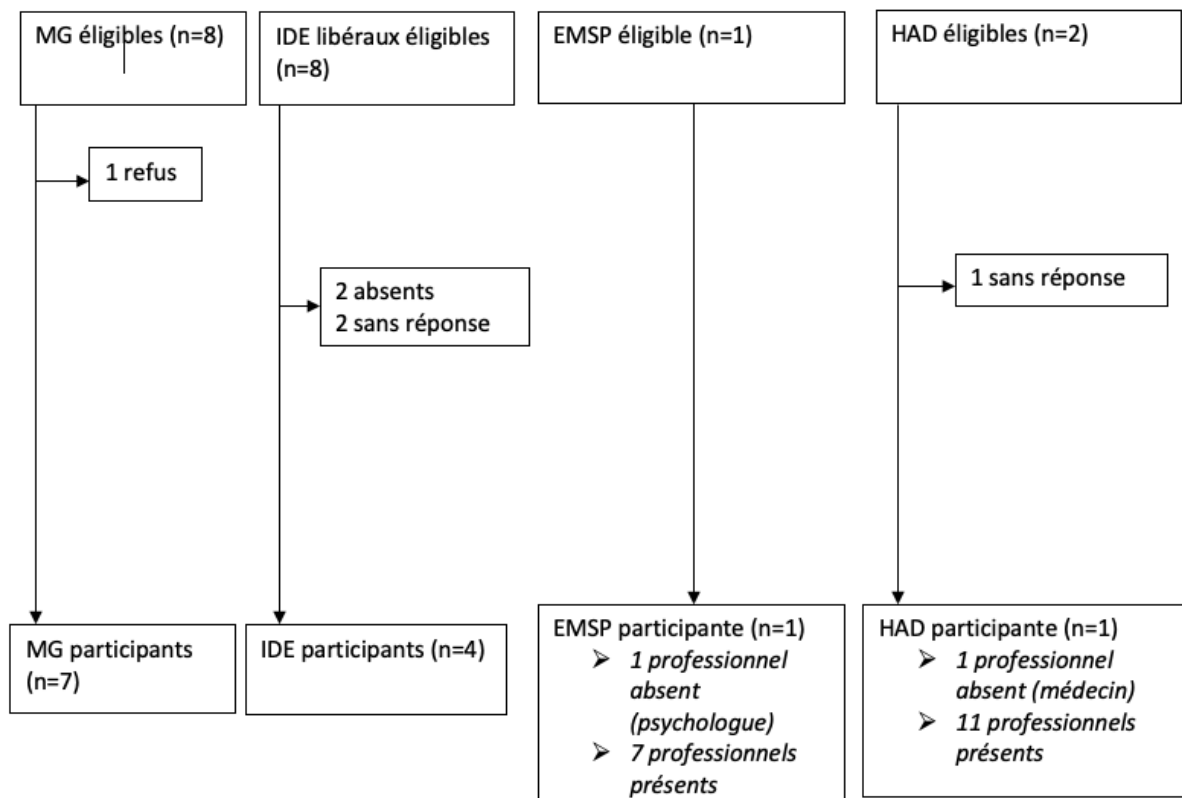 MG éligibles (n=8)
IDE libéraux éligibles
(n=8)
EMSP éligible (n=1)
HAD éligibles (n=2)
1 refus
2 absents
2 sans réponse
1 sans réponse
MG participants
(n=7)
IDE participants (n=4)
EMSP participante (n=1)
➢ 1 professionnel
absent
(psychologue)
➢ 7 professionnels
présents
HAD participante (n=1)
➢ 1 professionnel
absent (médecin)
➢ 11 professionnels
présents